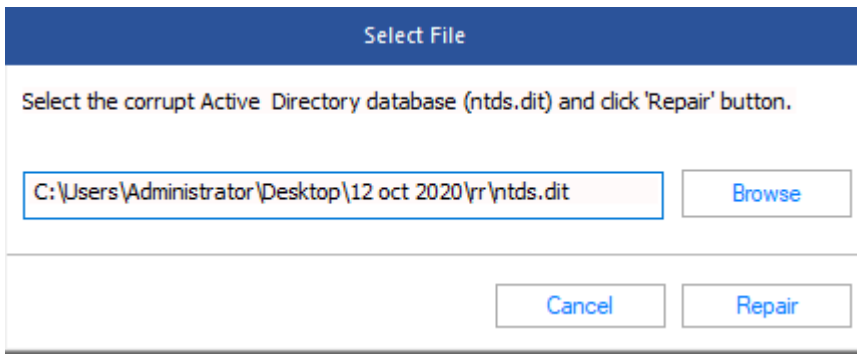 Select File
Select the corrupt Active Directory database (ntds.dit) and click 'Repair' button.
C:\Users\Administrator\Desktop\12 oct 2020\rr\ntds.dit
Browse
Cancel
Repair